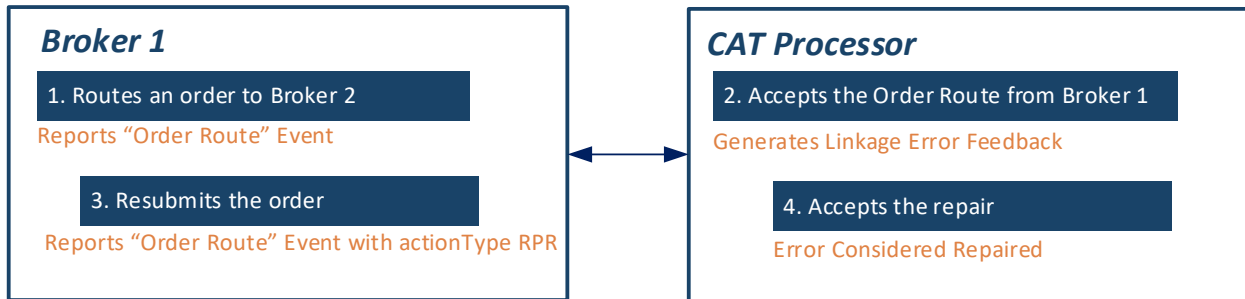 Broker 1
1. Routes an order to Broker 2
Reports “Order Route” Event
3. Resubmits the order
Reports “Order Route” Event with actionType RPR
CAT Processor
2. Accepts the Order Route from Broker 1
Generates Linkage Error Feedback
4. Accepts the repair
Error Considered Repaired